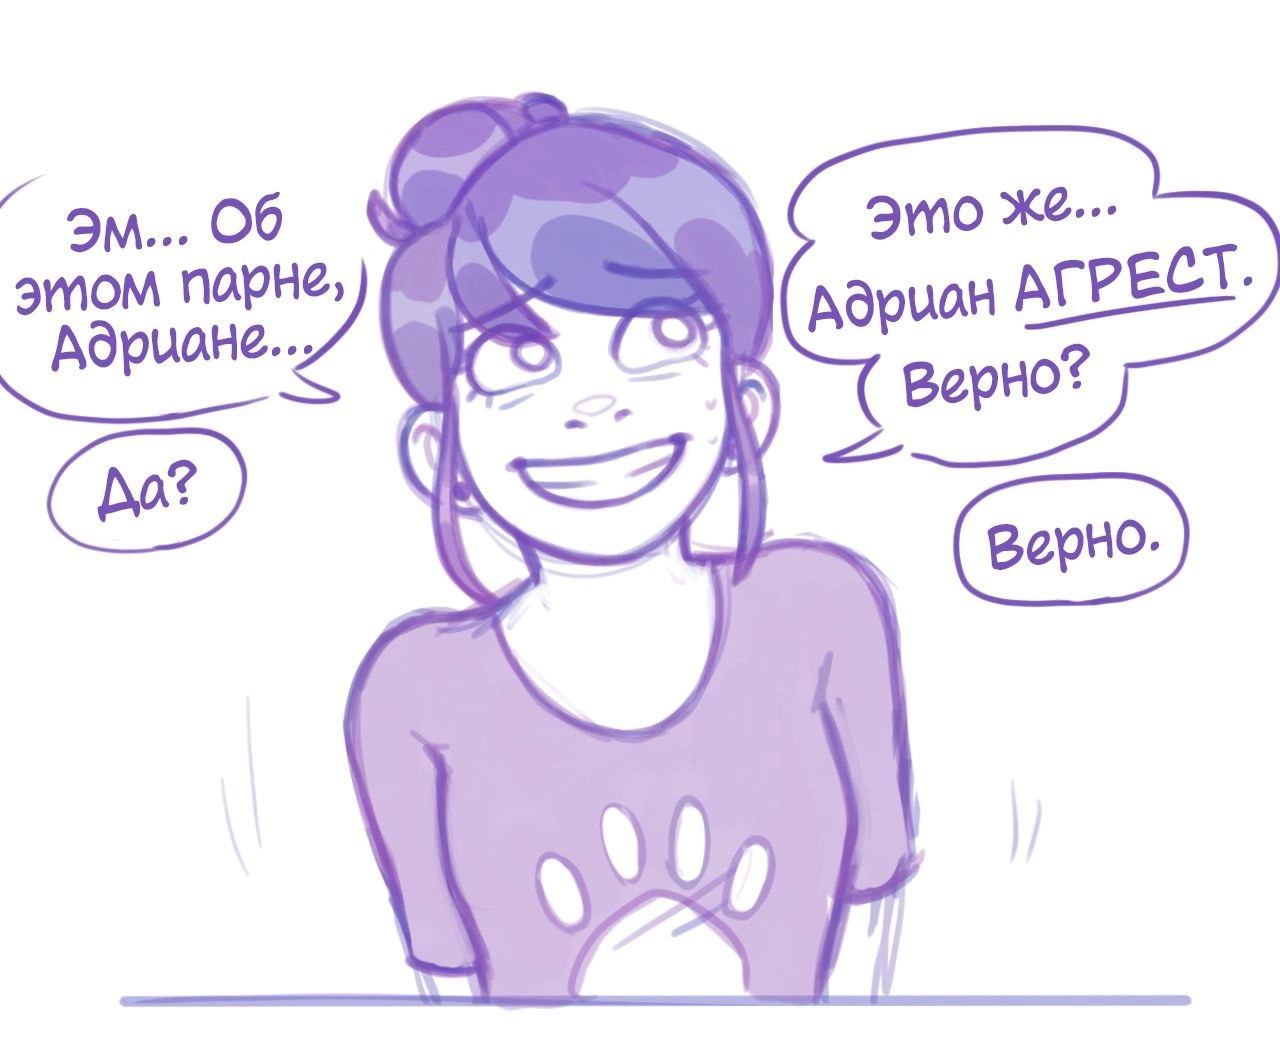 Эм... Об
этом парне,
Адриане...
Да?
Это же...
Адриан АГРЕСТ.
Верно?
Верно.